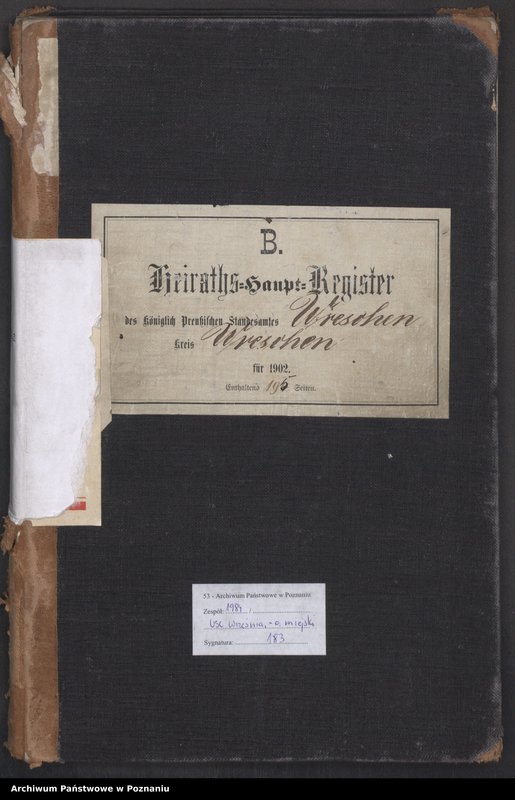 B.
Heiraths-Haupt-Register
des Königlich Preußischen Standesamtes Wreschen
Kreis Wreschen
für 1902.
Enthaltend 195 Seiten.
53 - Archiwum Państwowe w Poznaniu
Zespół: 1984,
USC Września - o. miejski
Sygnatura: 183
Archiwum Państwowe w Poznaniu